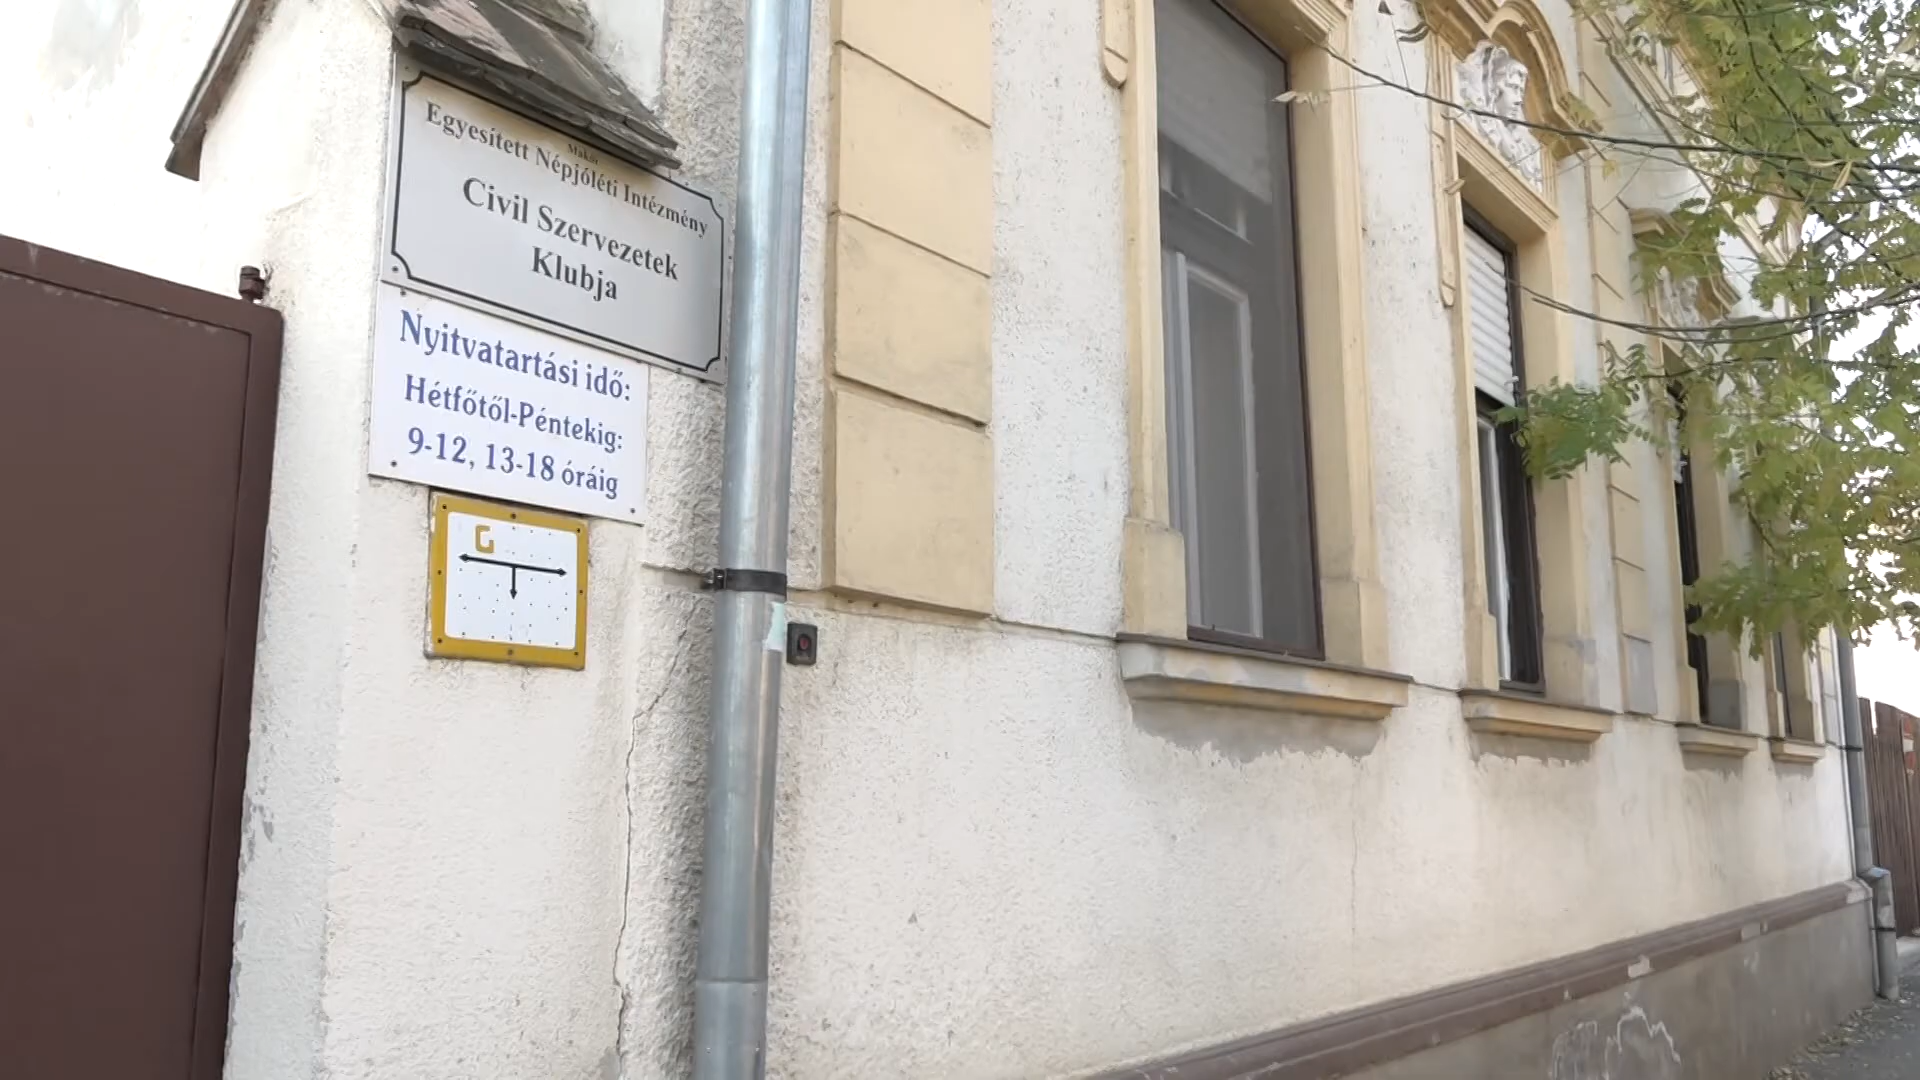 Makói
Egyesített Népjóléti Intézmény
Civil Szervezetek
Klubja
Nyitvatartási idő:
Hétfőtől-Péntekig:
9-12, 13-18 óráig
G